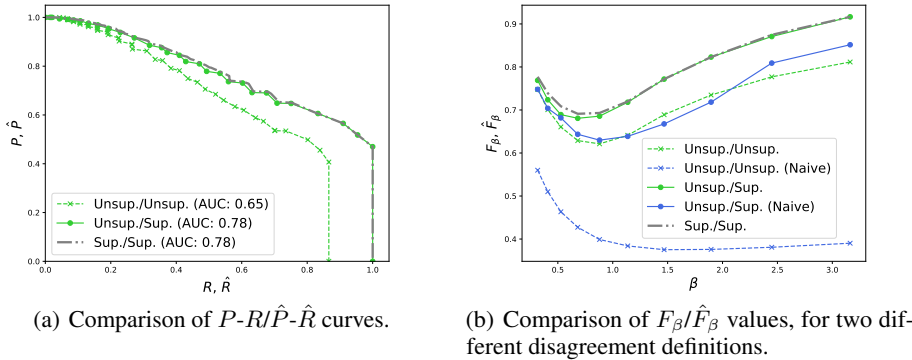 1.0
0.8
0.6
0.4
0.2
0.0
P, P̂
0.0 0.2 0.4 0.6 0.8 1.0
R, R̂
Unsup./Unsup. (AUC: 0.65)
Unsup./Sup. (AUC: 0.78)
Sup./Sup. (AUC: 0.78)
(a) Comparison of P-R/P̂-R̂ curves.
0.9
0.8
0.7
0.6
0.5
0.4
Fβ, F̂β
0.5 1.0 1.5 2.0 2.5 3.0
β
Unsup./Unsup.
Unsup./Unsup. (Naive)
Unsup./Sup.
Unsup./Sup. (Naive)
Sup./Sup.
(b) Comparison of Fβ/F̂β values, for two dif-
ferent disagreement definitions.